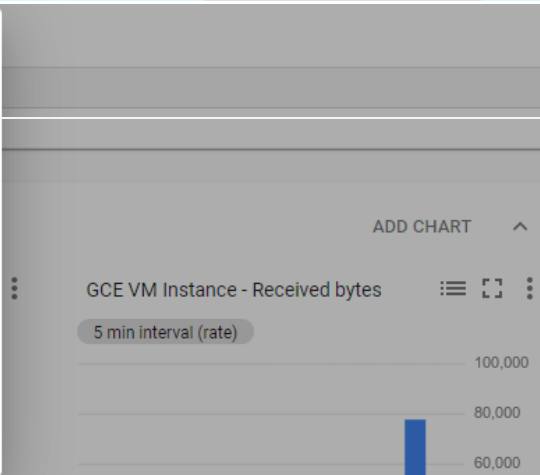 ADD CHART
GCE VM Instance - Received bytes
5 min interval (rate)
100,000
80,000
60,000